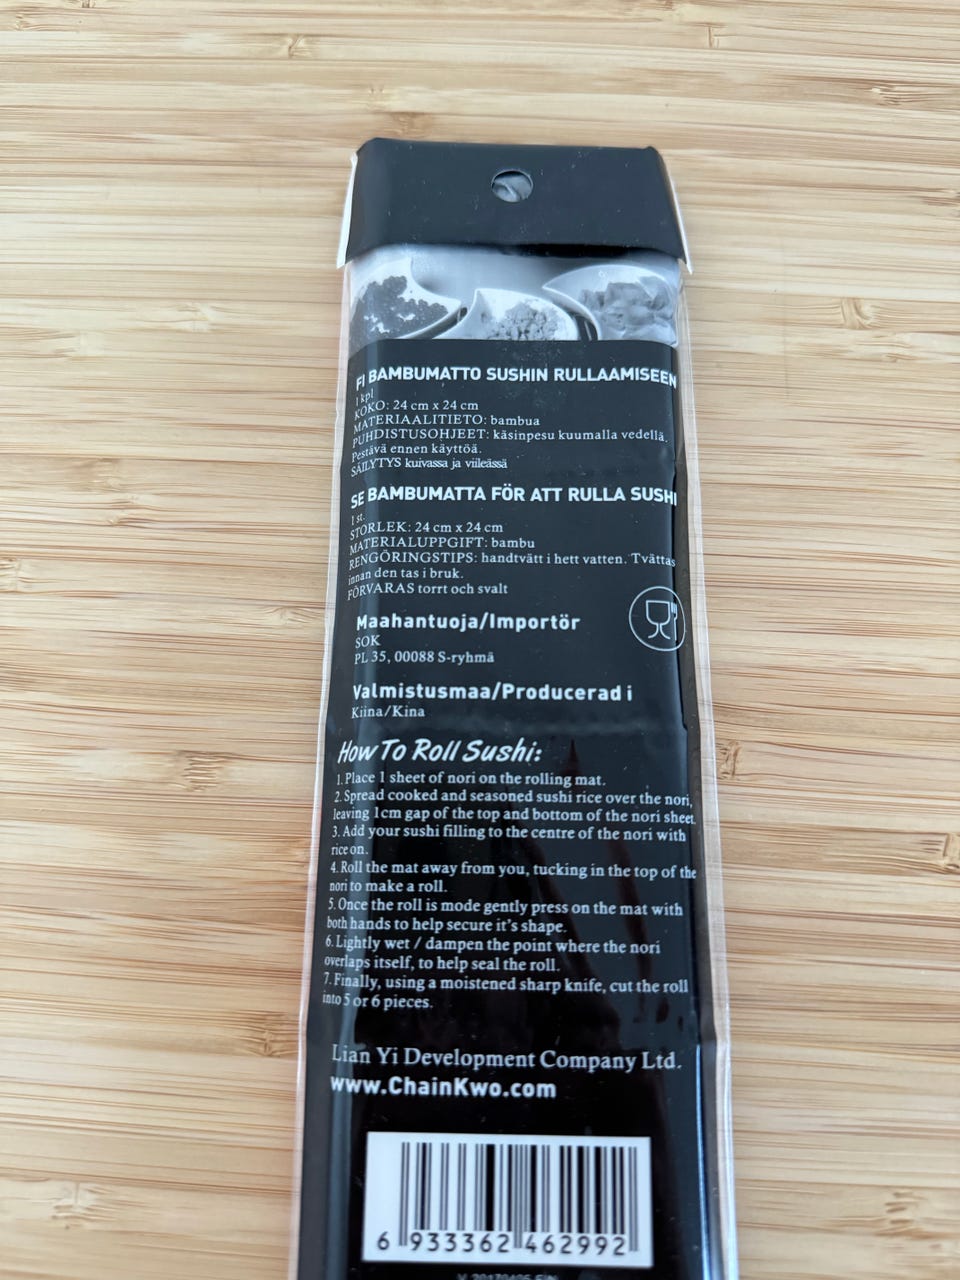 FI BAMBUMATTO SUSHIN RULLAAMISEEN
1 kpl
KOKO: 24 cm x 24 cm
MATERIAALITIETO: bambua
PUHDISTUSOHJEET: käsinpesu kuumalla vedellä.
Pestävä ennen käyttöä.
SÄILYTYS kuivassa ja viileässä
SE BAMBUMATTA FÖR ATT RULLA SUSHI
1 st.
STORLEK: 24 cm x 24 cm
MATERIALUPPGIFT: bambu
RENGÖRINGSTIPS: handtvätt i hett vatten. Tvättas
innan den tas i bruk.
FÖRVARAS torrt och svalt
Maahantuoja/Importör
SOK
PL 35, 00088 S-ryhmä
Valmistusmaa/Producerad i
Kiina/Kina
How To Roll Sushi:
1. Place 1 sheet of nori on the rolling mat.
2. Spread cooked and seasoned sushi rice over the nori,
leaving 1cm gap of the top and bottom of the nori sheet.
3. Add your sushi filling to the centre of the nori with
rice on.
4. Roll the mat away from you, tucking in the top of the
nori to make a roll.
5. Once the roll is mode gently press on the mat with
both hands to help secure it's shape.
6. Lightly wet / dampen the point where the nori
overlaps itself, to help seal the roll.
7. Finally, using a moistened sharp knife, cut the roll
into 5 or 6 pieces.
Lian Yi Development Company Ltd.
www.ChainKwo.com
6 933362 462992